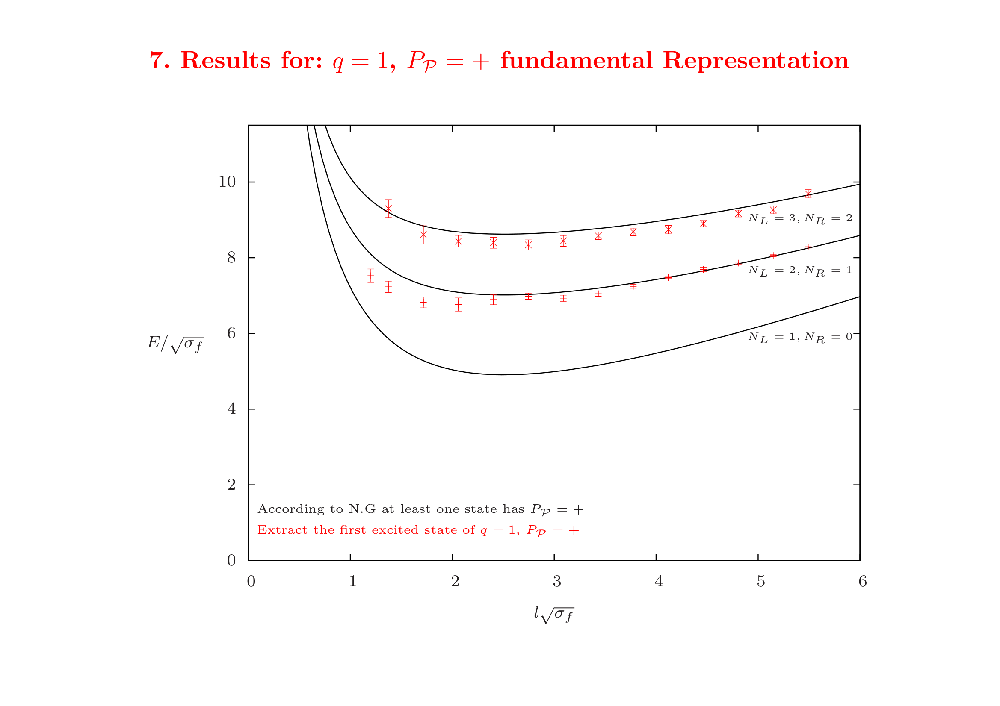 7. Results for: q = 1, P_𝒫 = + fundamental Representation
10
8
6
4
2
0
E/√σ_f
N_L = 3, N_R = 2
N_L = 2, N_R = 1
N_L = 1, N_R = 0
According to N.G at least one state has P_𝒫 = +
Extract the first excited state of q = 1, P_𝒫 = +
0 1 2 3 4 5 6
l√σ_f